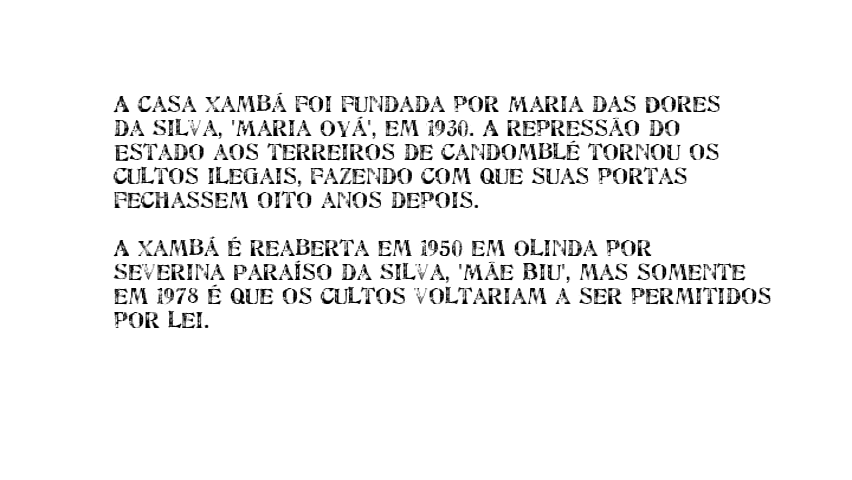 A CASA XAMBÁ FOI FUNDADA POR MARIA DAS DORES
DA SILVA, 'MARIA OYÁ', EM 1930. A REPRESSÃO DO
ESTADO AOS TERREIROS DE CANDOMBLÉ TORNOU OS
CULTOS ILEGAIS, FAZENDO COM QUE SUAS PORTAS
FECHASSEM OITO ANOS DEPOIS.
A XAMBÁ É REABERTA EM 1950 EM OLINDA POR
SEVERINA PARAÍSO DA SILVA, 'MÃE BIU', MAS SOMENTE
EM 1978 É QUE OS CULTOS VOLTARIAM A SER PERMITIDOS
POR LEI.